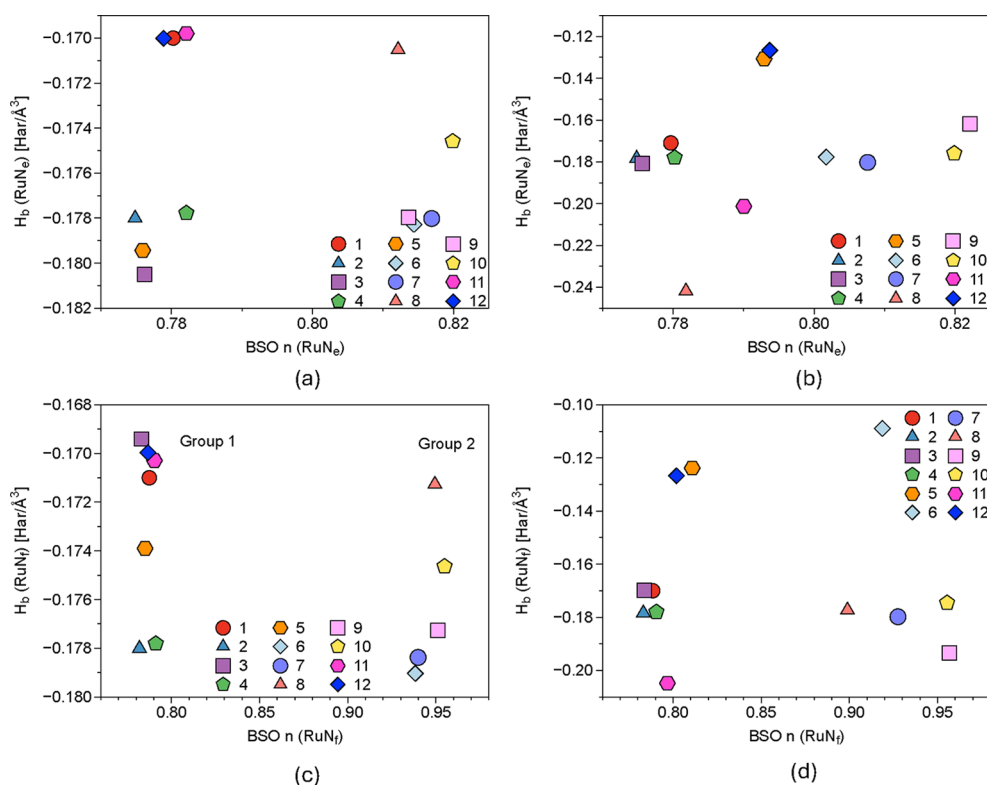 −0.170
−0.172
−0.174
−0.176
−0.178
−0.180
−0.182
H_b (RuN_e) [Har/Å³]
1 5 9
2 6 10
3 7 11
4 8 12
0.78 0.80 0.82
BSO n (RuN_e)
(a)
−0.12
−0.14
−0.16
−0.18
−0.20
−0.22
−0.24
H_b (RuN_e) [Har/Å³]
1 5 9
2 6 10
3 7 11
4 8 12
0.78 0.80 0.82
BSO n (RuN_e)
(b)
−0.168
−0.170
−0.172
−0.174
−0.176
−0.178
−0.180
H_b (RuN_f) [Har/Å³]
Group 1 Group 2
1 5 9
2 6 10
3 7 11
4 8 12
0.80 0.85 0.90 0.95
BSO n (RuN_f)
(c)
−0.10
−0.12
−0.14
−0.16
−0.18
−0.20
H_b (RuN_f) [Har/Å³]
1 7
2 8
3 9
4 10
5 11
6 12
0.80 0.85 0.90 0.95
BSO n (RuN_f)
(d)